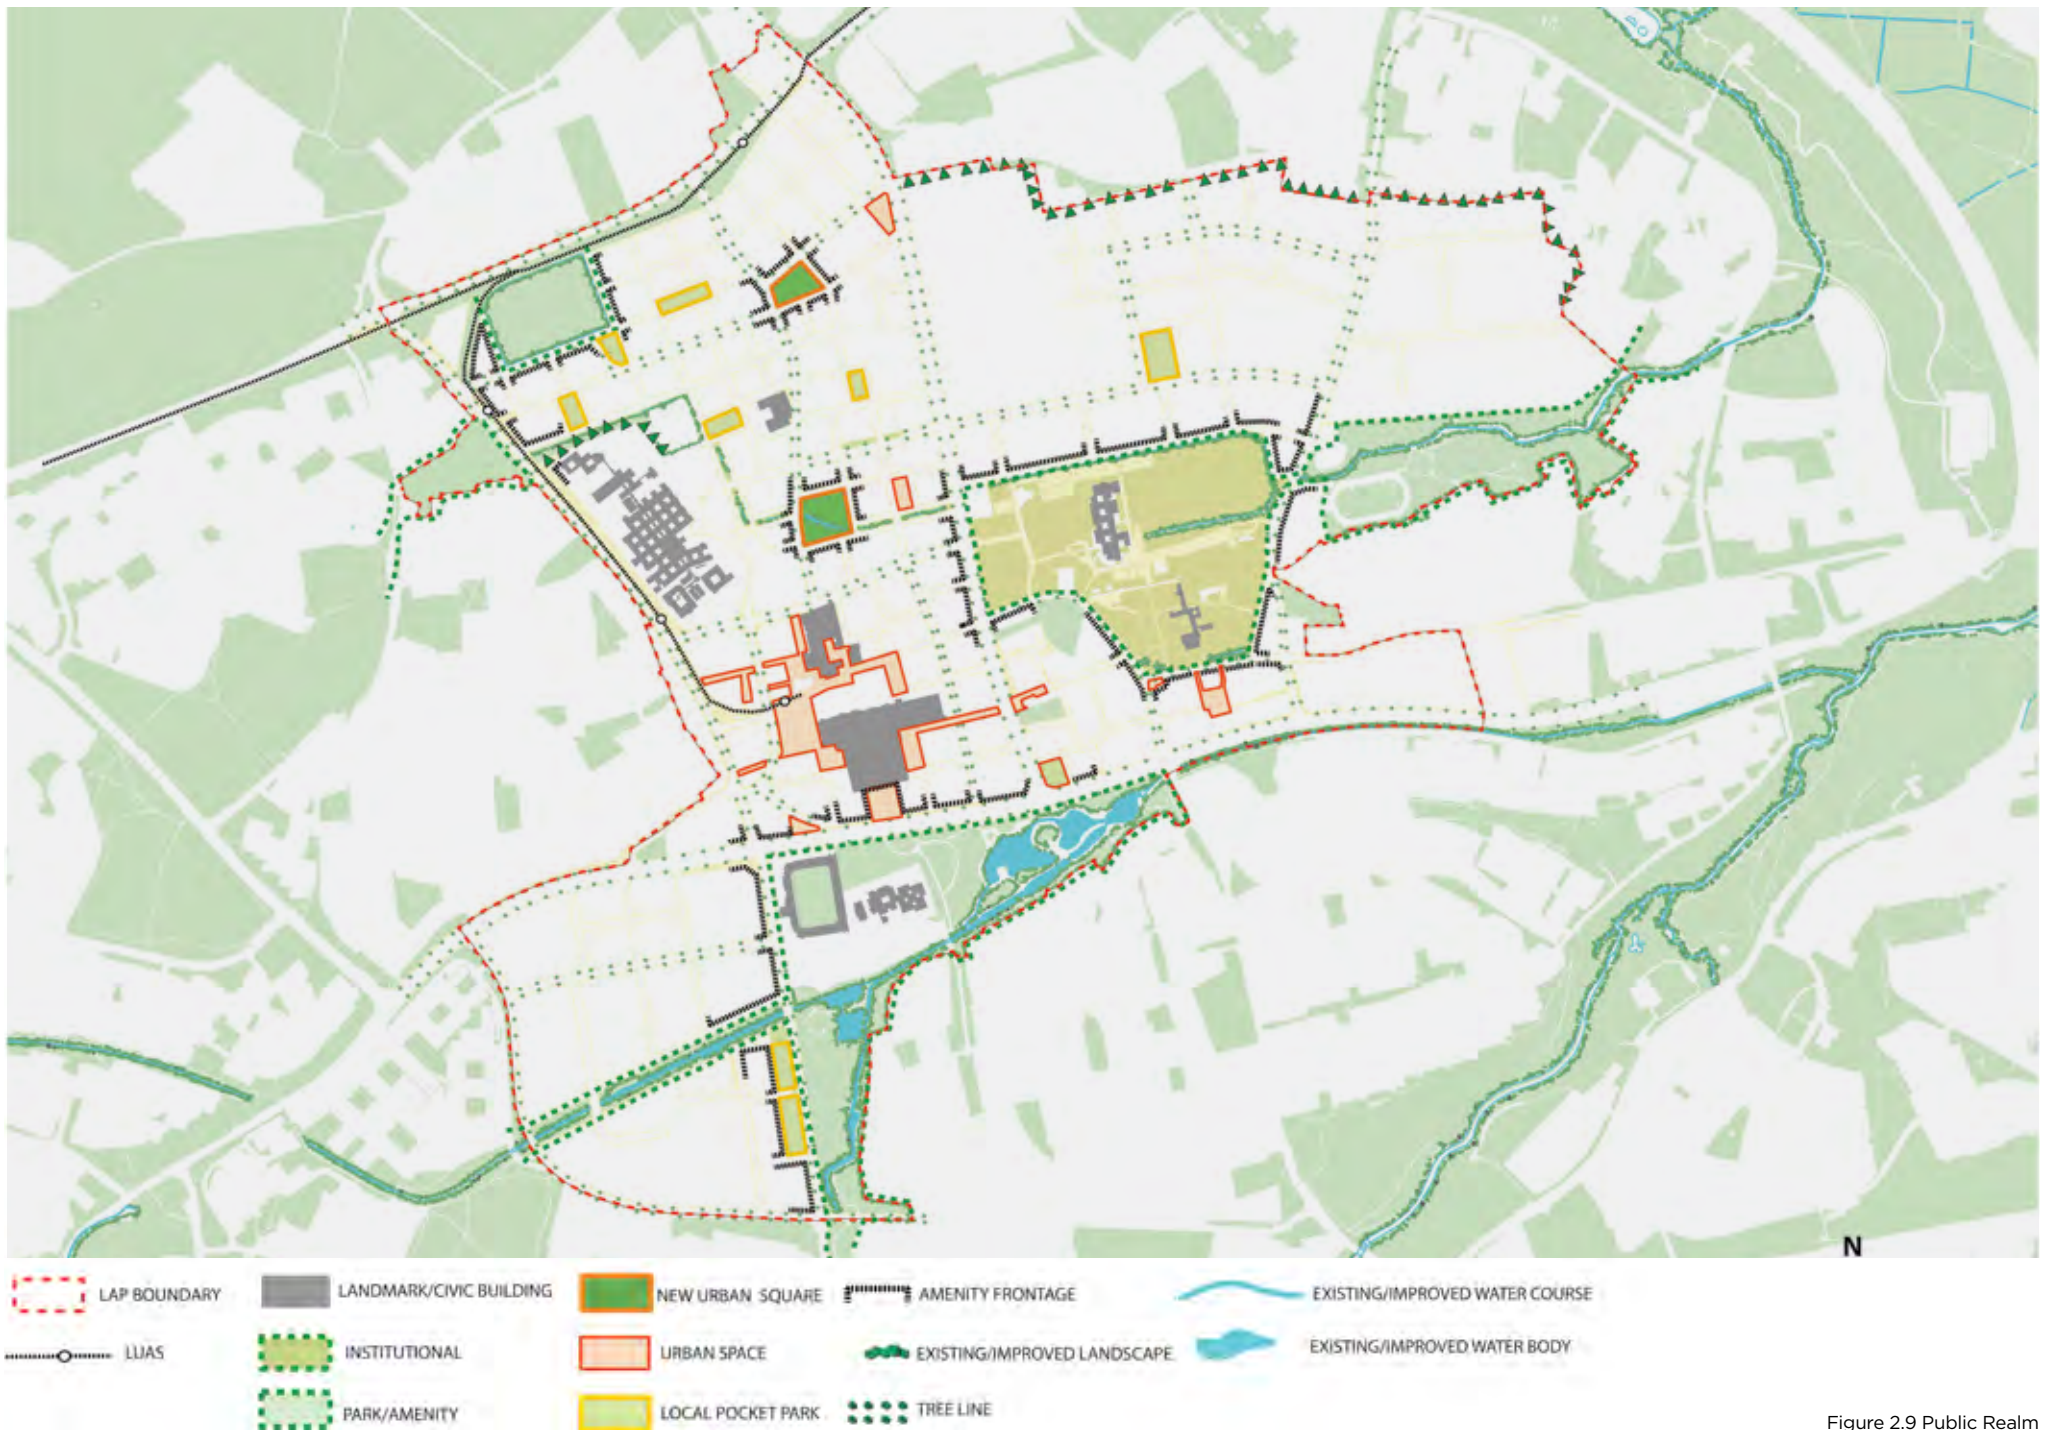 N
LAP BOUNDARY
LANDMARK/CIVIC BUILDING
NEW URBAN SQUARE
AMENITY FRONTAGE
EXISTING/IMPROVED WATER COURSE
LUAS
INSTITUTIONAL
URBAN SPACE
EXISTING/IMPROVED LANDSCAPE
EXISTING/IMPROVED WATER BODY
PARK/AMENITY
LOCAL POCKET PARK
TREE LINE
Figure 2.9 Public Realm